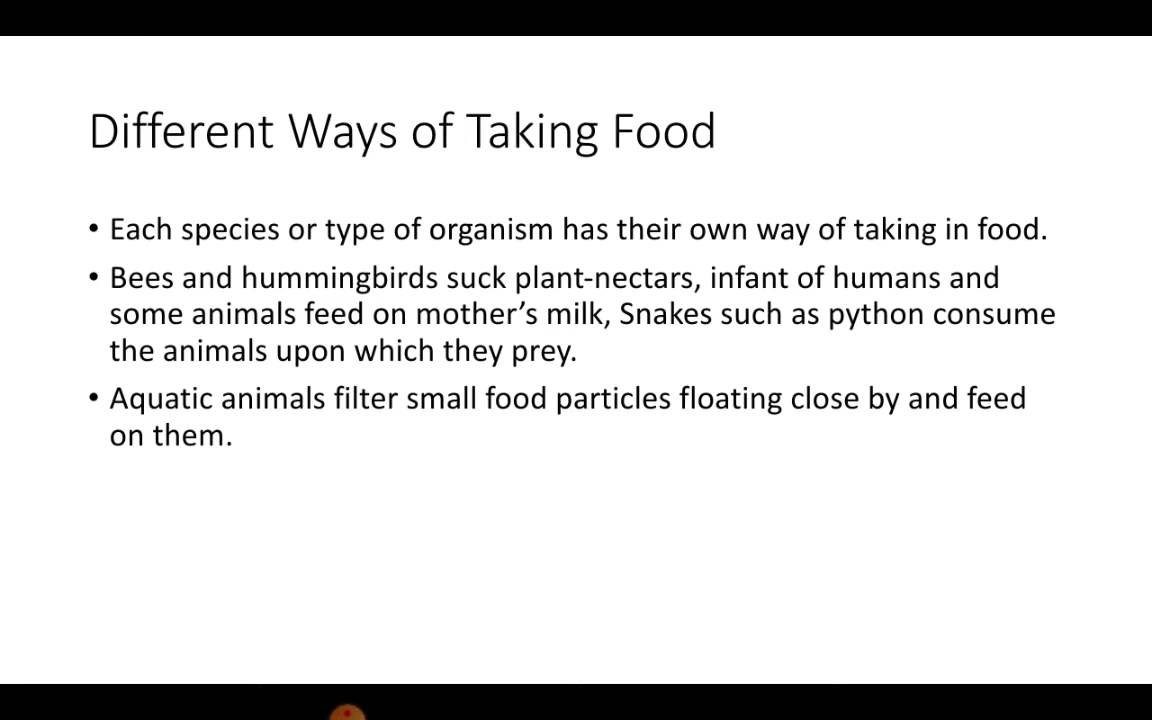 Different Ways of Taking Food
• Each species or type of organism has their own way of taking in food.
• Bees and hummingbirds suck plant-nectars, infant of humans and
some animals feed on mother’s milk, Snakes such as python consume
the animals upon which they prey.
• Aquatic animals filter small food particles floating close by and feed
on them.